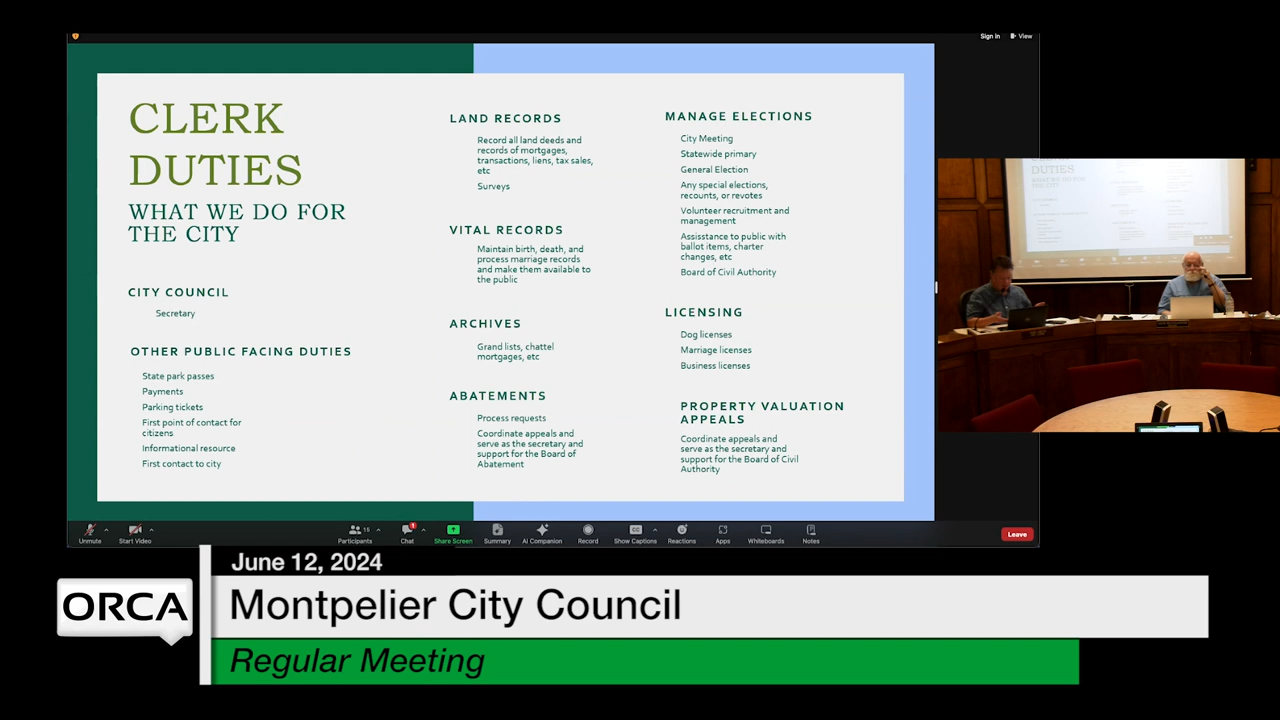 Sign in
View
CLERK
DUTIES
WHAT WE DO FOR
THE CITY
CITY COUNCIL
Secretary
OTHER PUBLIC FACING DUTIES
State park passes
Payments
Parking tickets
First point of contact for
citizens
Informational resource
First contact to city
LAND RECORDS
Record all land deeds and
records of mortgages,
transactions, liens, tax sales,
etc
Surveys
VITAL RECORDS
Maintain birth, death, and
process marriage records
and make them available to
the public
ARCHIVES
Grand lists, chattel
mortgages, etc
ABATEMENTS
Process requests
Coordinate appeals and
serve as the secretary and
support for the Board of
Abatement
MANAGE ELECTIONS
City Meeting
Statewide primary
General Election
Any special elections,
recounts, or revotes
Volunteer recruitment and
management
Assisstance to public with
ballot items, charter
changes, etc
Board of Civil Authority
LICENSING
Dog licenses
Marriage licenses
Business licenses
PROPERTY VALUATION
APPEALS
Coordinate appeals and
serve as the secretary and
support for the Board of Civil
Authority
Unmute
Start Video
15
Participants
1
Chat
Share Screen
Summary
AI Companion
Record
CC
Show Captions
Reactions
Apps
Whiteboards
Notes
Leave
June 12, 2024
ORCA
Montpelier City Council
Regular Meeting